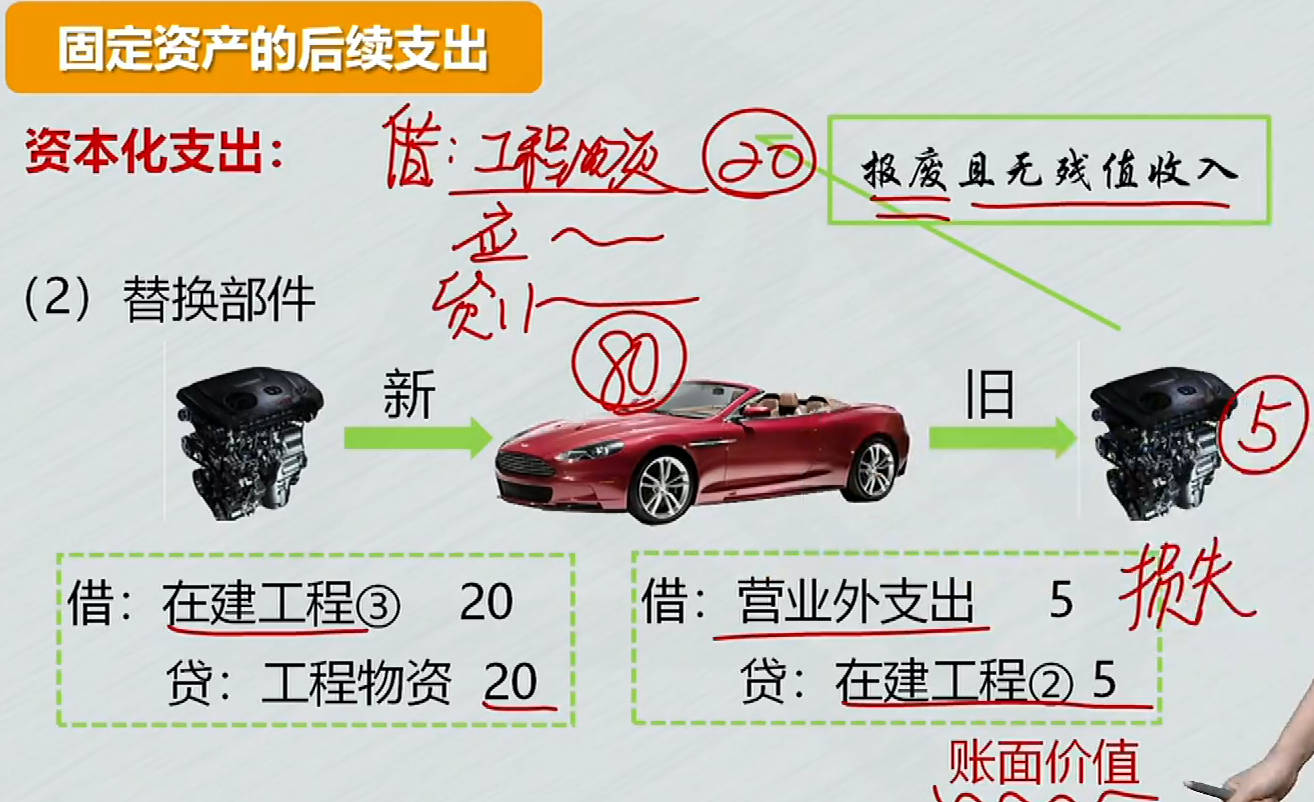 固定资产的后续支出
资本化支出：
借：工程物资 20
报废且无残值收入
应
贷：
（2）替换部件
80
新
旧
5
借：在建工程③ 20
贷：工程物资 20
借：营业外支出 5 损失
贷：在建工程② 5
账面价值